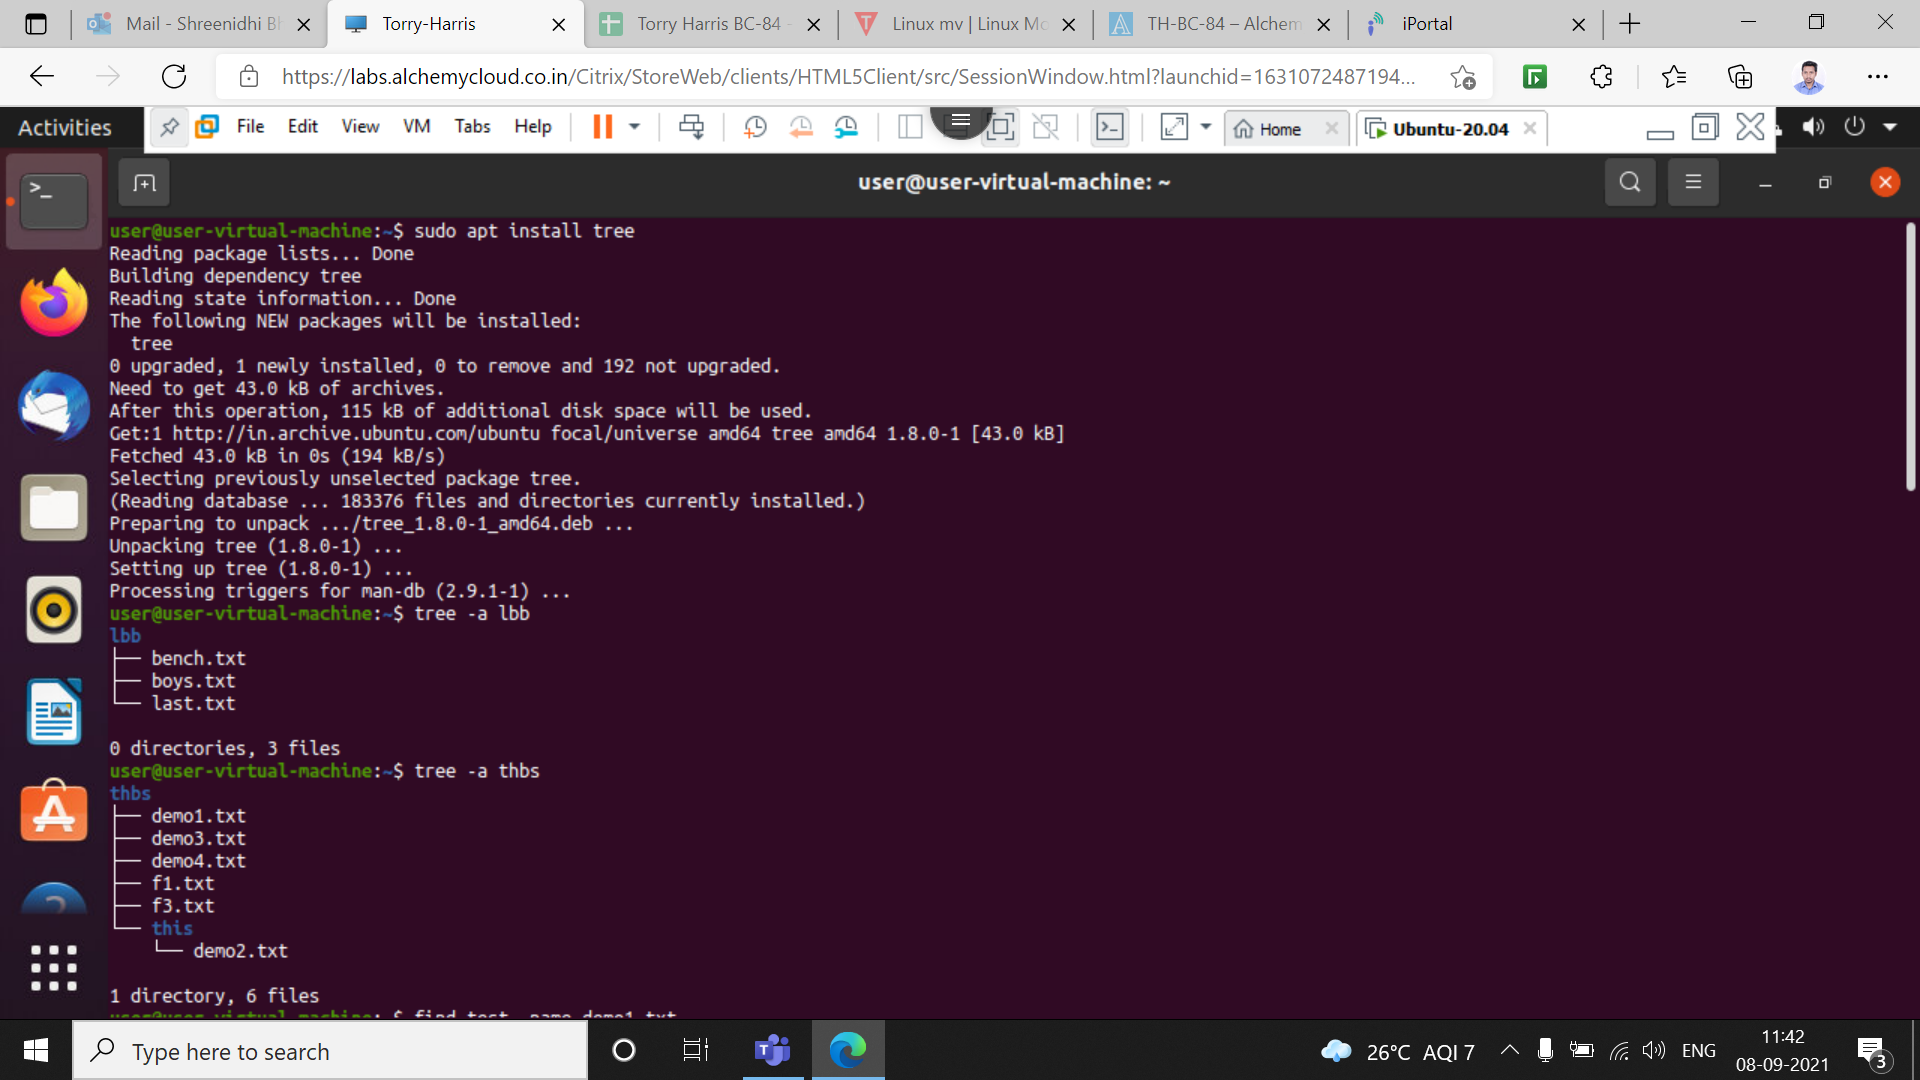 Mail - Shreenidhi Bh
Torry-Harris
Torry Harris BC-84 -
Linux mv | Linux Mo
TH-BC-84 – Alchem
iPortal
https://labs.alchemycloud.co.in/Citrix/StoreWeb/clients/HTML5Client/src/SessionWindow.html?launchid=1631072487194...
Activities
File Edit View VM Tabs Help
Home
Ubuntu-20.04
user@user-virtual-machine: ~
user@user-virtual-machine:~$ sudo apt install tree
Reading package lists... Done
Building dependency tree
Reading state information... Done
The following NEW packages will be installed:
tree
0 upgraded, 1 newly installed, 0 to remove and 192 not upgraded.
Need to get 43.0 kB of archives.
After this operation, 115 kB of additional disk space will be used.
Get:1 http://in.archive.ubuntu.com/ubuntu focal/universe amd64 tree amd64 1.8.0-1 [43.0 kB]
Fetched 43.0 kB in 0s (194 kB/s)
Selecting previously unselected package tree.
(Reading database ... 183376 files and directories currently installed.)
Preparing to unpack .../tree_1.8.0-1_amd64.deb ...
Unpacking tree (1.8.0-1) ...
Setting up tree (1.8.0-1) ...
Processing triggers for man-db (2.9.1-1) ...
user@user-virtual-machine:~$ tree -a lbb
lbb
├── bench.txt
├── boys.txt
└── last.txt
0 directories, 3 files
user@user-virtual-machine:~$ tree -a thbs
thbs
├── demo1.txt
├── demo3.txt
├── demo4.txt
├── f1.txt
├── f3.txt
└── this
└── demo2.txt
1 directory, 6 files
user@user-virtual-machine:~$ find test -name demo1.txt
Type here to search
26°C AQI 7
ENG
11:42
08-09-2021
3